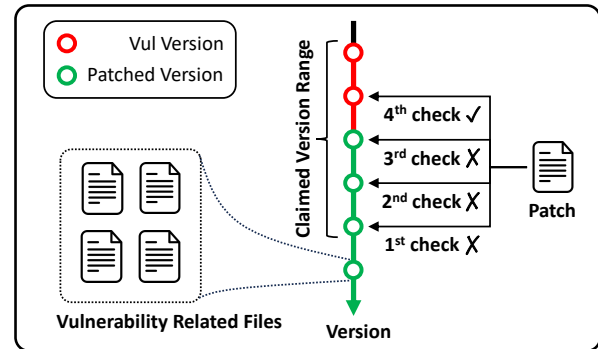 Vul Version
Patched Version
Claimed Version Range
4th check ✓
3rd check ✗
2nd check ✗
1st check ✗
Patch
Vulnerability Related Files
Version